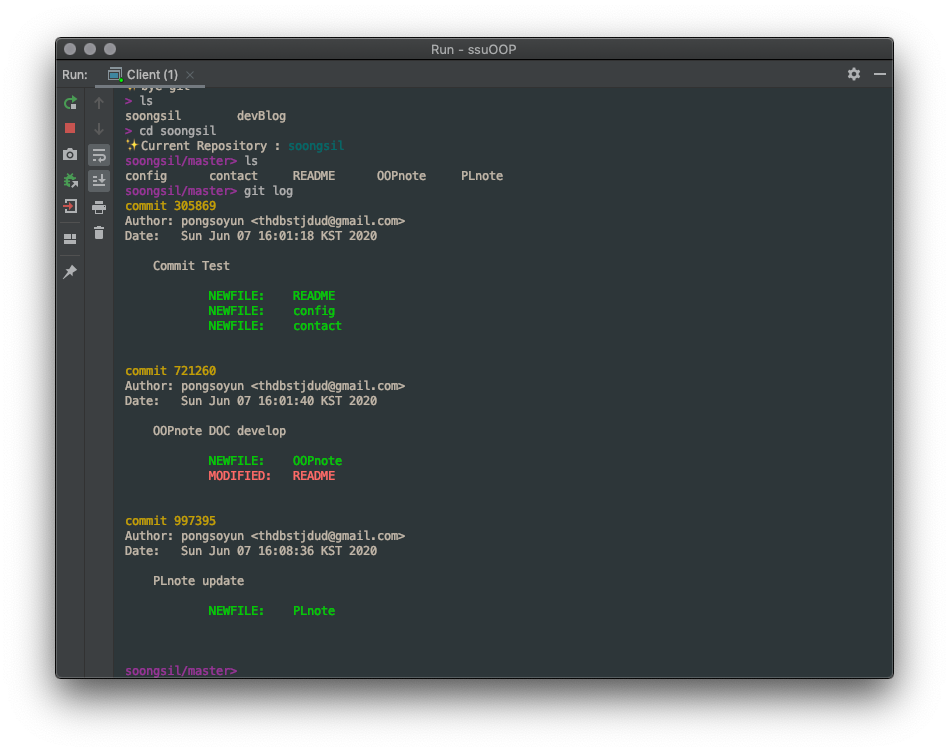 Run - ssuOOP
Run: Client (1)
✨bye git
> ls
soongsil        devBlog
> cd soongsil
✨Current Repository : soongsil
soongsil/master> ls
config      contact     README      OOPnote     PLnote
soongsil/master> git log
commit 305869
Author: pongsoyun <thdbstjdud@gmail.com>
Date:   Sun Jun 07 16:01:18 KST 2020
Commit Test
NEWFILE:    README
NEWFILE:    config
NEWFILE:    contact
commit 721260
Author: pongsoyun <thdbstjdud@gmail.com>
Date:   Sun Jun 07 16:01:40 KST 2020
OOPnote DOC develop
NEWFILE:    OOPnote
MODIFIED:   README
commit 997395
Author: pongsoyun <thdbstjdud@gmail.com>
Date:   Sun Jun 07 16:08:36 KST 2020
PLnote update
NEWFILE:    PLnote
soongsil/master>